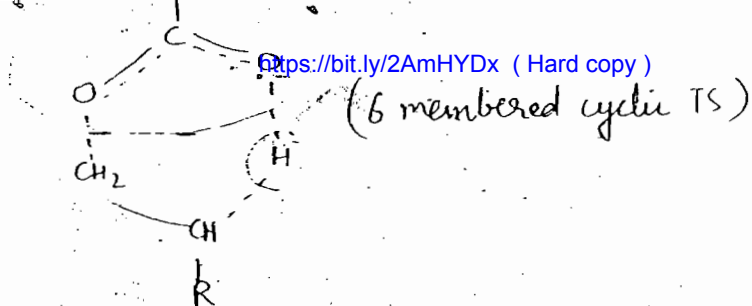 C
O https://bit.ly/2AmHYDx ( Hard copy )
O
(6 membered cyclic TS)
H
CH2
CH
R